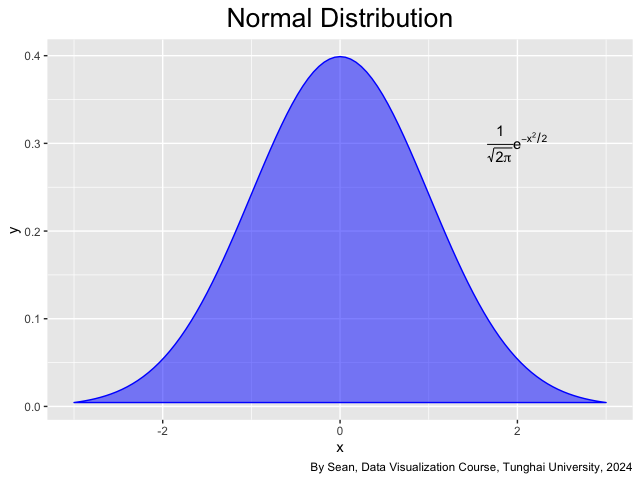 Normal Distribution
0.4
0.3
0.2
0.1
0.0
y
1
√2π e^−x²/2
-2 0 2
x
By Sean, Data Visualization Course, Tunghai University, 2024